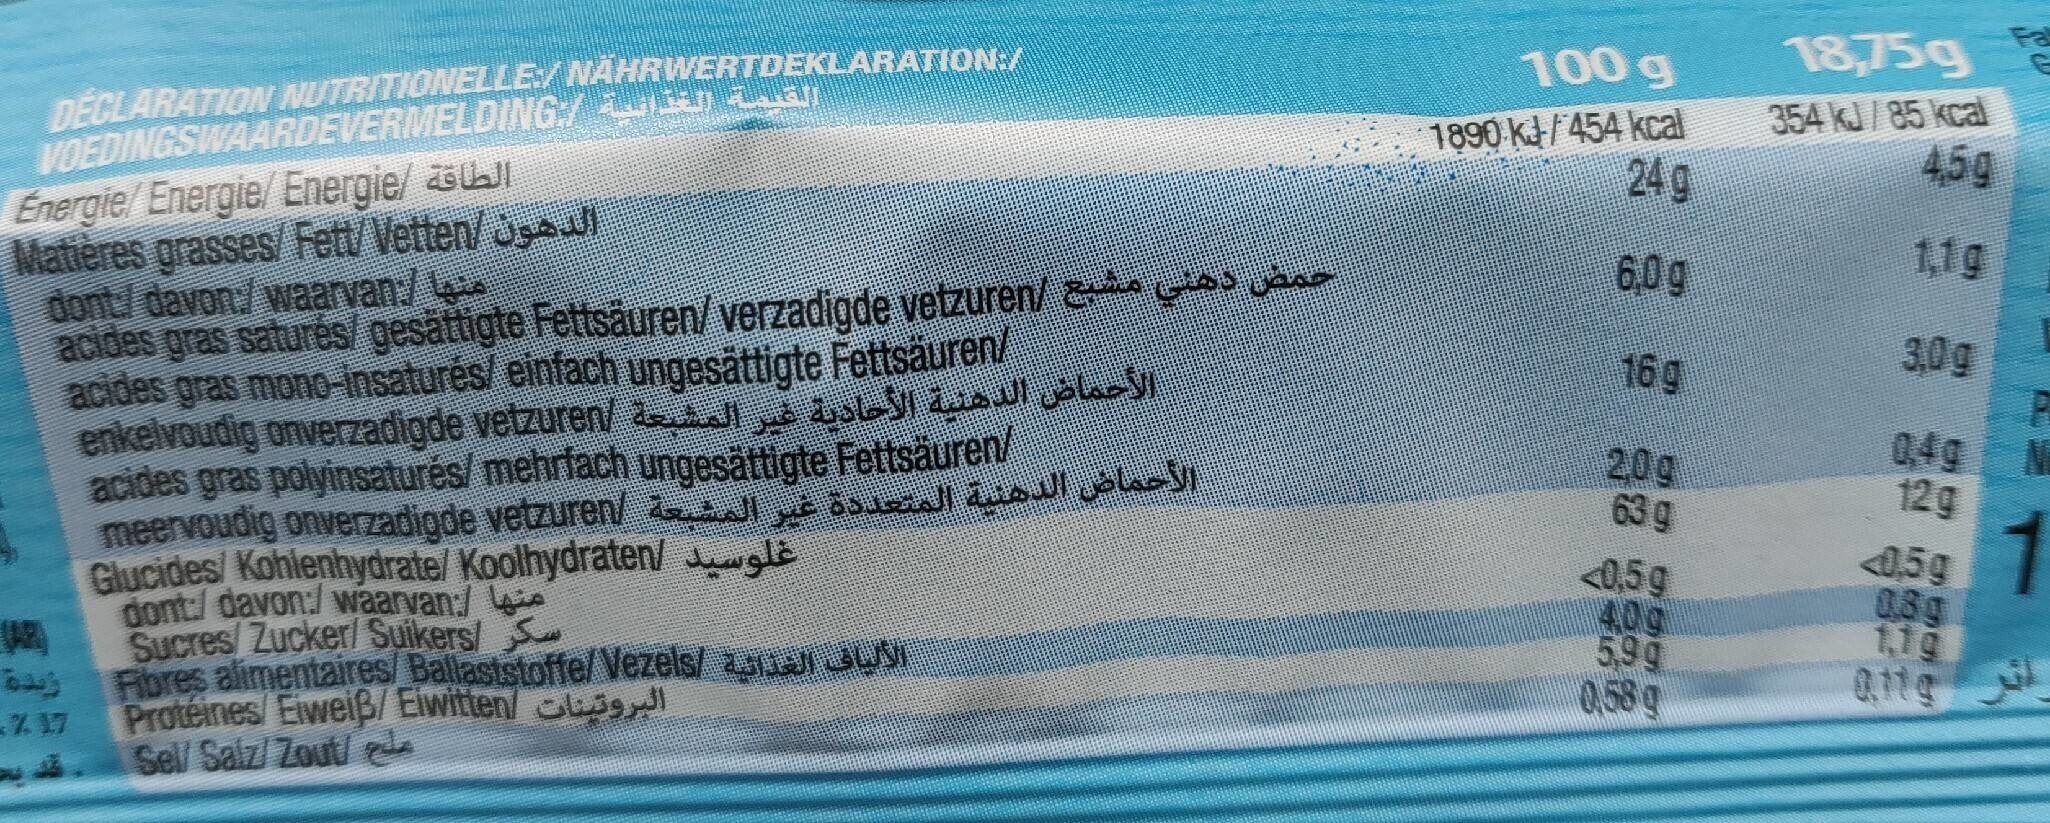 DÉCLARATION NUTRITIONELLE:/ NÄHRWERTDEKLARATION:/ 100 g 18,75g
VOEDINGSWAARDEVERMELDING:/ القيمة الغذائية
Énergie/ Energie/ Energie/ الطاقة 1890 kJ / 454 kcal 354 kJ / 85 kcal
Matières grasses/ Fett/ Vetten/ الدهون 24 g 4,5 g
dont:/ davon:/ waarvan:/ منها
acides gras saturés/ gesättigte Fettsäuren/ verzadigde vetzuren/ حمض دهني مشبع 6,0 g 1,1 g
acides gras mono-insaturés/ einfach ungesättigte Fettsäuren/
enkelvoudig onverzadigde vetzuren/ الأحماض الدهنية الأحادية غير المشبعة 16 g 3,0 g
acides gras polyinsaturés/ mehrfach ungesättigte Fettsäuren/
meervoudig onverzadigde vetzuren/ الأحماض الدهنية المتعددة غير المشبعة 2,0 g 0,4 g
Glucides/ Kohlenhydrate/ Koolhydraten/ غلوسيد 63 g 12 g
dont:/ davon:/ waarvan:/ منها
Sucres/ Zucker/ Suikers/ سكر <0,5 g <0,5 g
Fibres alimentaires/ Ballaststoffe/ Vezels/ الألياف الغذائية 4,0 g 0,8 g
Protéines/ Eiweiß/ Eiwitten/ البروتينات 5,9 g 1,1 g
Sel/ Salz/ Zout/ ملح 0,58 g 0,11 g
(AR)